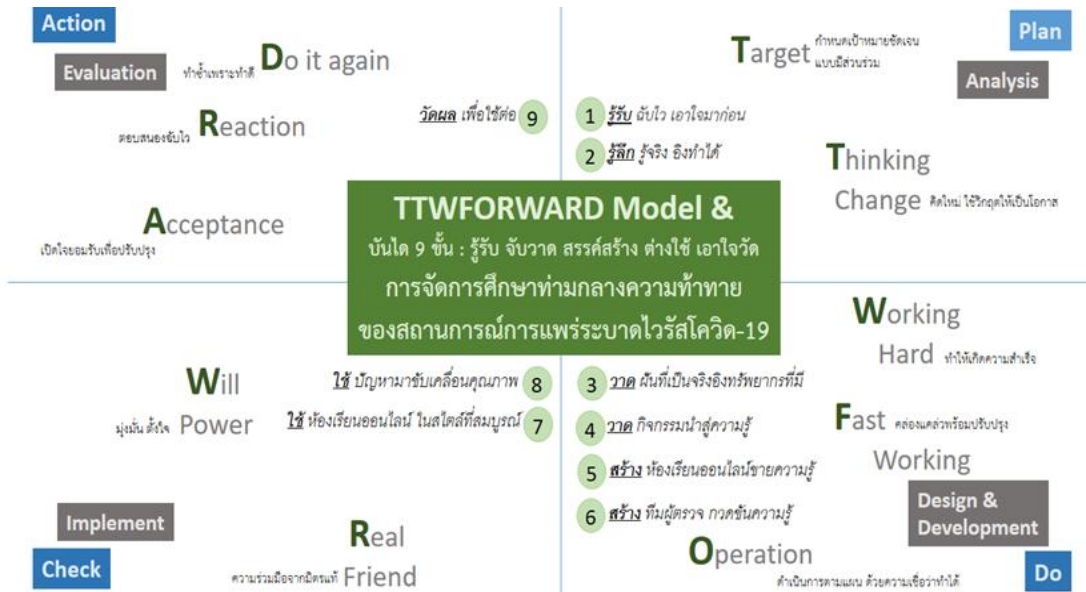 Action
Evaluation
ทำซ้ำเพราะทำดี Do it again
ตอบสนองฉับไว Reaction
Acceptance
เปิดใจยอมรับเพื่อปรับปรุง
วัดผล เพื่อใช้ต่อ 9
Plan
Analysis
Target กำหนดเป้าหมายชัดเจน
แบบมีส่วนร่วม
1 รู้รับ ฉับไว เอาใจมาก่อน
2 รู้ลึก รู้จริง อิงทำได้
Thinking
Change คิดใหม่ ใช้วิกฤตให้เป็นโอกาส
TTWFORWARD Model &
บันได 9 ขั้น : รู้รับ จับวาด สรรค์สร้าง ต่างใช้ เอาใจวัด
การจัดการศึกษาท่ามกลางความท้าทาย
ของสถานการณ์การแพร่ระบาดไวรัสโควิด-19
Working
Hard ทำให้เกิดความสำเร็จ
3 วาด ฝันที่เป็นจริงอิงทรัพยากรที่มี
4 วาด กิจกรรมนำสู่ความรู้
5 สร้าง ห้องเรียนออนไลน์ขายความรู้
6 สร้าง ทีมผู้ตรวจ กวดขันความรู้
Fast คล่องแคล่วพร้อมปรับปรุง
Working
Design &
Development
Operation
ดำเนินการตามแผน ด้วยความเชื่อว่าทำได้
Do
Will
มุ่งมั่น ตั้งใจ Power
ใช้ ปัญหามาขับเคลื่อนคุณภาพ 8
ใช้ ห้องเรียนออนไลน์ ในสไตล์ที่สมบูรณ์ 7
Implement
Check
Real
ความร่วมมือจากมิตรแท้ Friend